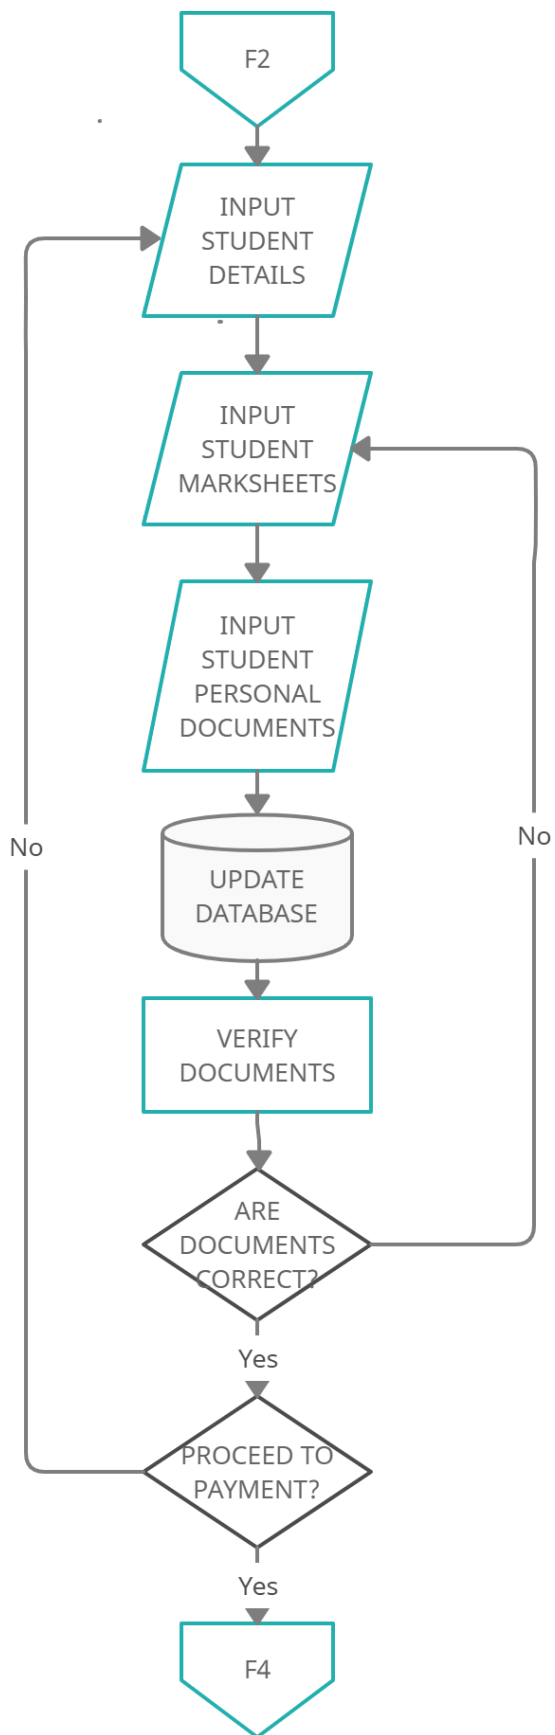 F2
INPUT
STUDENT
DETAILS
INPUT
STUDENT
MARKSHEETS
INPUT
STUDENT
PERSONAL
DOCUMENTS
No
No
UPDATE
DATABASE
VERIFY
DOCUMENTS
ARE
DOCUMENTS
CORRECT?
Yes
PROCEED TO
PAYMENT?
Yes
F4